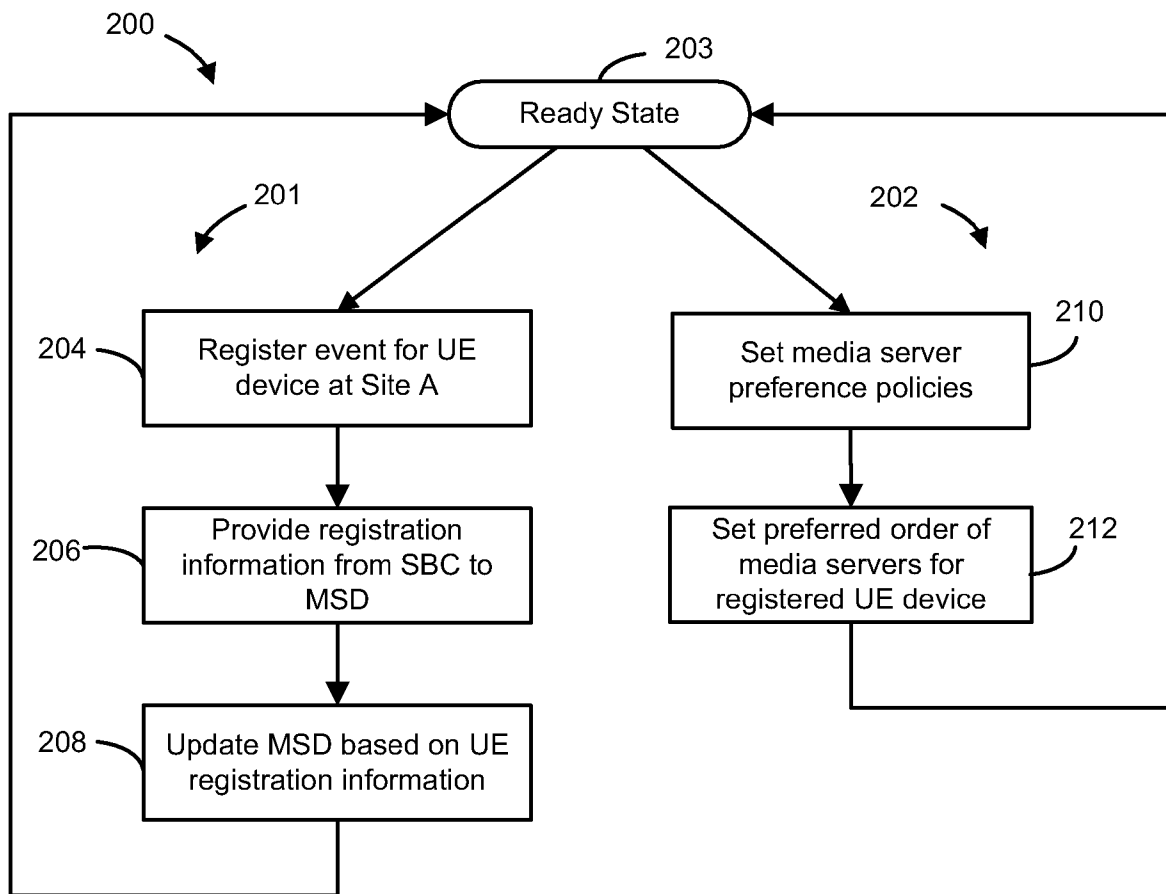 200
203
Ready State
201
202
204
Register event for UE
device at Site A
210
Set media server
preference policies
206
Provide registration
information from SBC to
MSD
212
Set preferred order of
media servers for
registered UE device
208
Update MSD based on UE
registration information